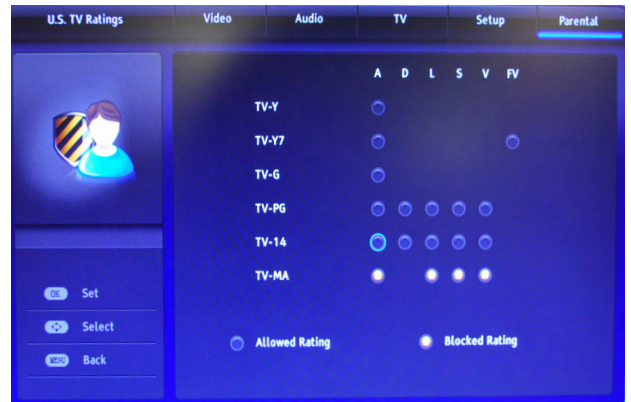 U.S. TV Ratings
Video
Audio
TV
Setup
Parental
A D L S V FV
TV-Y
TV-Y7
TV-G
TV-PG
TV-14
TV-MA
OK Set
Select
MENU Back
Allowed Rating
Blocked Rating